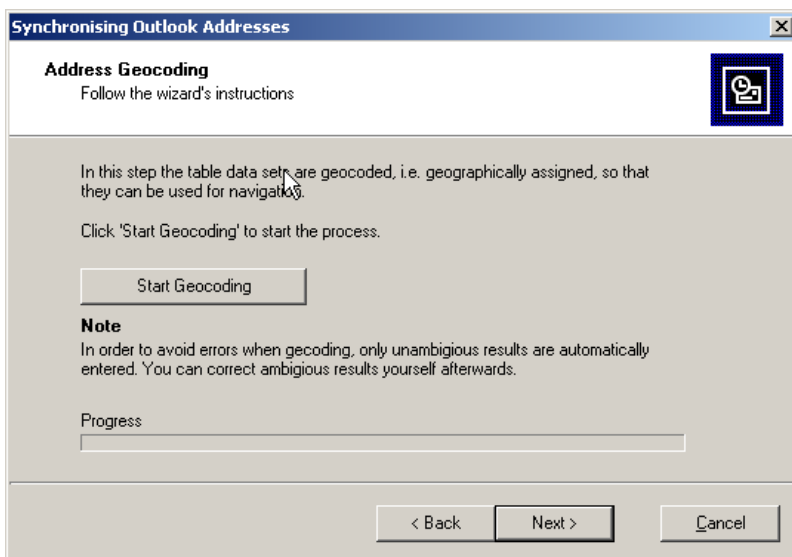 Synchronising Outlook Addresses
Address Geocoding
Follow the wizard's instructions
In this step the table data sets are geocoded, i.e. geographically assigned, so that
they can be used for navigation.
Click 'Start Geocoding' to start the process.
Start Geocoding
Note
In order to avoid errors when gecoding, only unambigious results are automatically
entered. You can correct ambigious results yourself afterwards.
Progress
< Back
Next >
Cancel